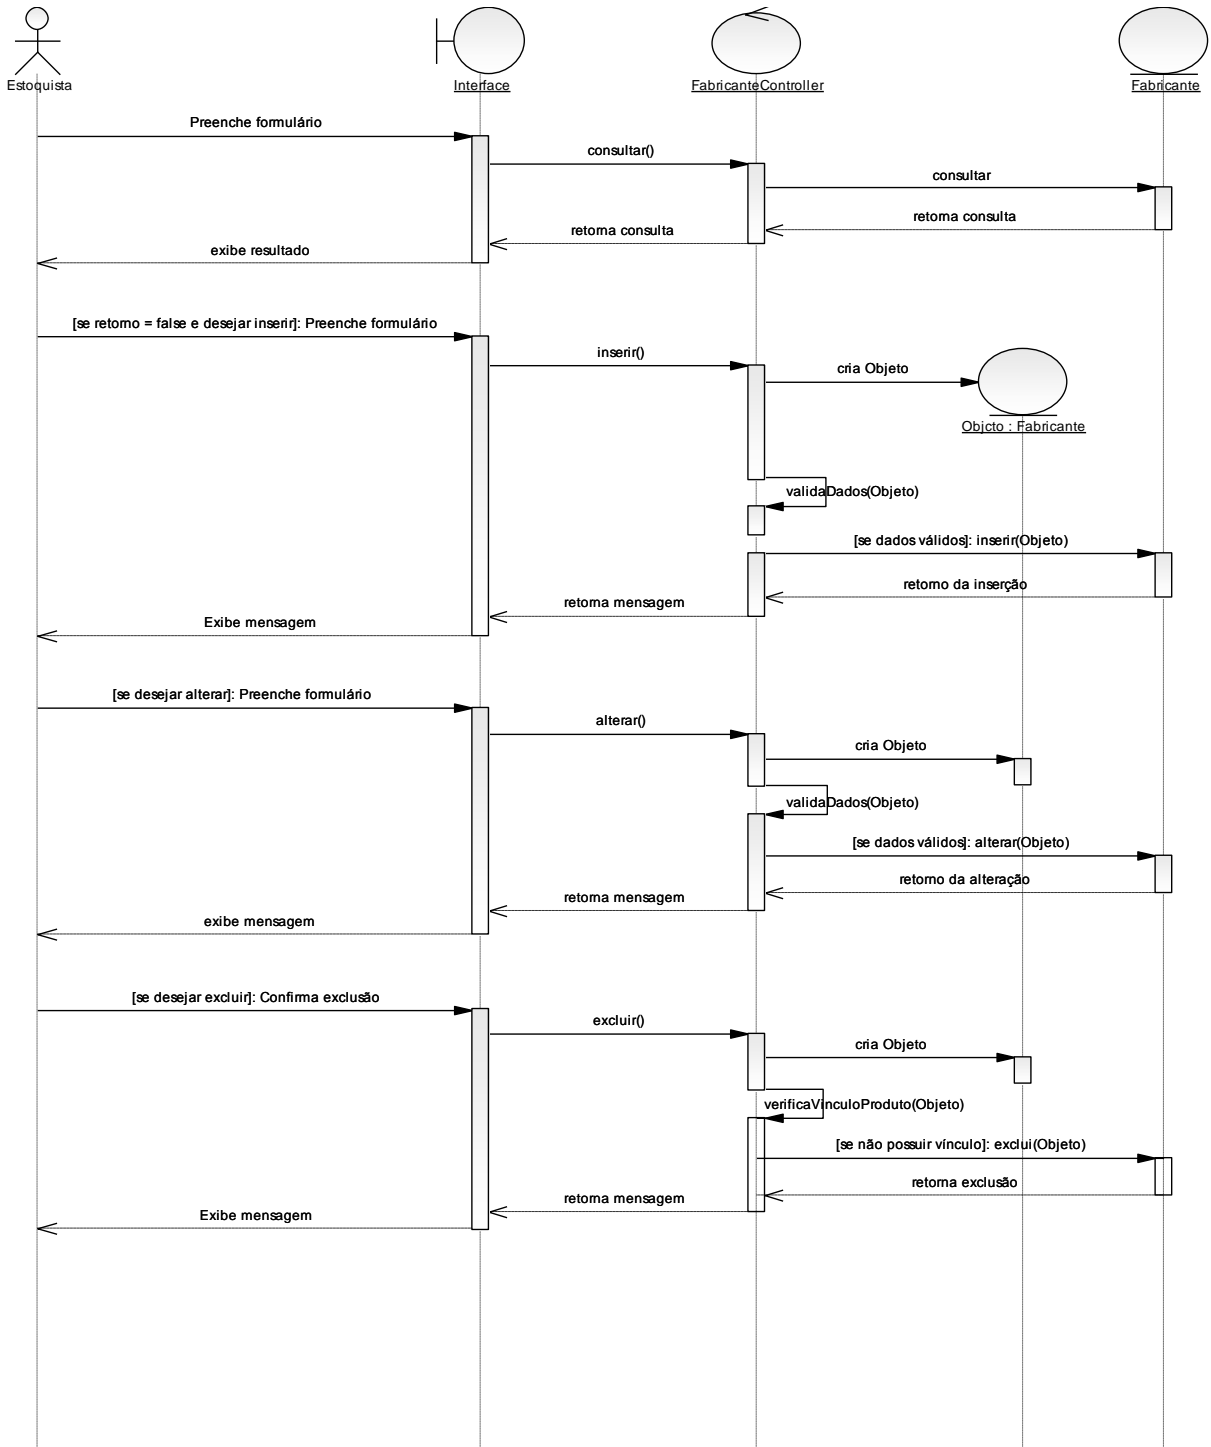 Estoquista
Interface
FabricanteController
Fabricante
Preenche formulário
consultar()
consultar
retorna consulta
retorna consulta
exibe resultado
[se retorno = false e desejar inserir]: Preenche formulário
inserir()
cria Objeto
Objcto : Fabricante
validaDados(Objeto)
[se dados válidos]: inserir(Objeto)
retorno da inserção
retorna mensagem
Exibe mensagem
[se desejar alterar]: Preenche formulário
alterar()
cria Objeto
validaDados(Objeto)
[se dados válidos]: alterar(Objeto)
retorno da alteração
retorna mensagem
exibe mensagem
[se desejar excluir]: Confirma exclusão
excluir()
cria Objeto
verificaVinculoProduto(Objeto)
[se não possuir vínculo]: exclui(Objeto)
retorna exclusão
retorna mensagem
Exibe mensagem